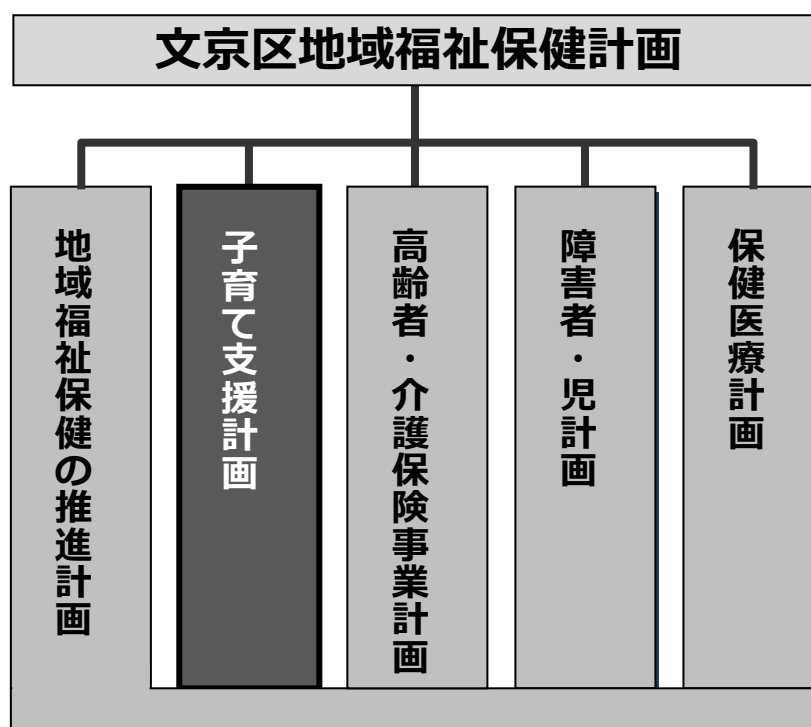 文京区地域福祉保健計画
地域福祉保健の推進計画
子育て支援計画
高齢者・介護保険事業計画
障害者・児計画
保健医療計画